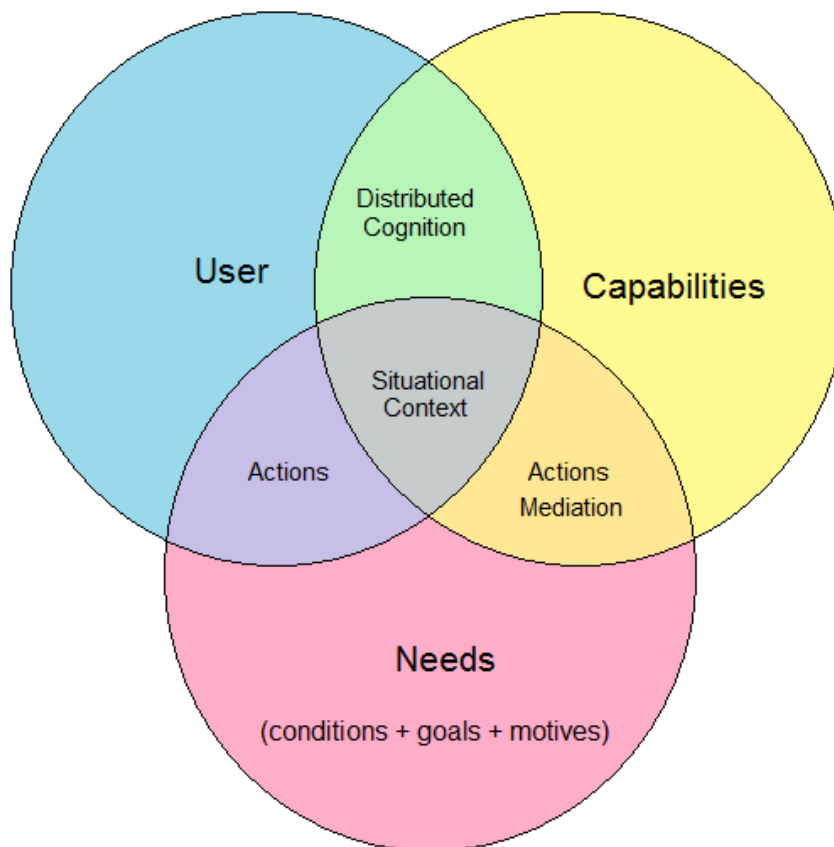 Distributed
Cognition
User
Capabilities
Situational
Context
Actions
Actions
Mediation
Needs
(conditions + goals + motives)